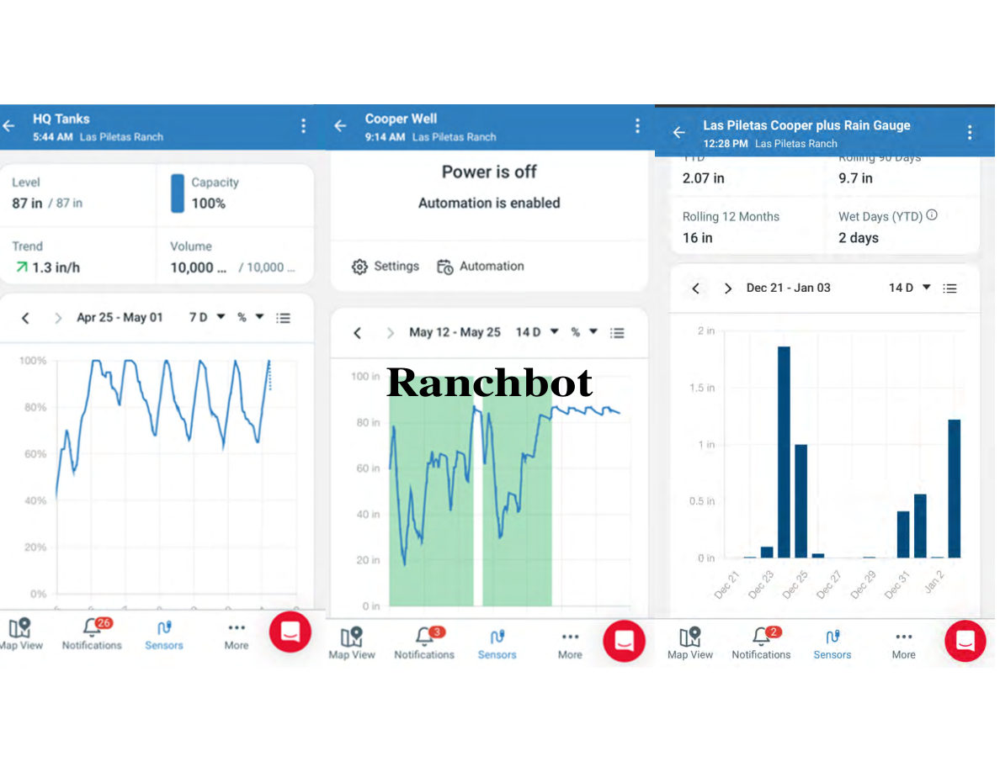 HQ Tanks
5:44 AM Las Piletas Ranch
Level
87 in / 87 in
Capacity
100%
Trend
1.3 in/h
Volume
10,000 ... / 10,000 ...
Apr 25 - May 01 7 D %
100%
80%
60%
40%
20%
0%
Map View
26
Notifications
Sensors
More
Cooper Well
9:14 AM Las Piletas Ranch
Power is off
Automation is enabled
Settings Automation
May 12 - May 25 14 D %
Ranchbot
100 in
80 in
60 in
40 in
20 in
0 in
Map View
3
Notifications
Sensors
More
Las Piletas Cooper plus Rain Gauge
12:28 PM Las Piletas Ranch
YTD
2.07 in
Rolling 90 Days
9.7 in
Rolling 12 Months
16 in
Wet Days (YTD)
2 days
Dec 21 - Jan 03 14 D
2 in
1.5 in
1 in
0.5 in
0 in
Dec 21
Dec 23
Dec 25
Dec 27
Dec 29
Dec 31
Jan 2
Map View
2
Notifications
Sensors
More